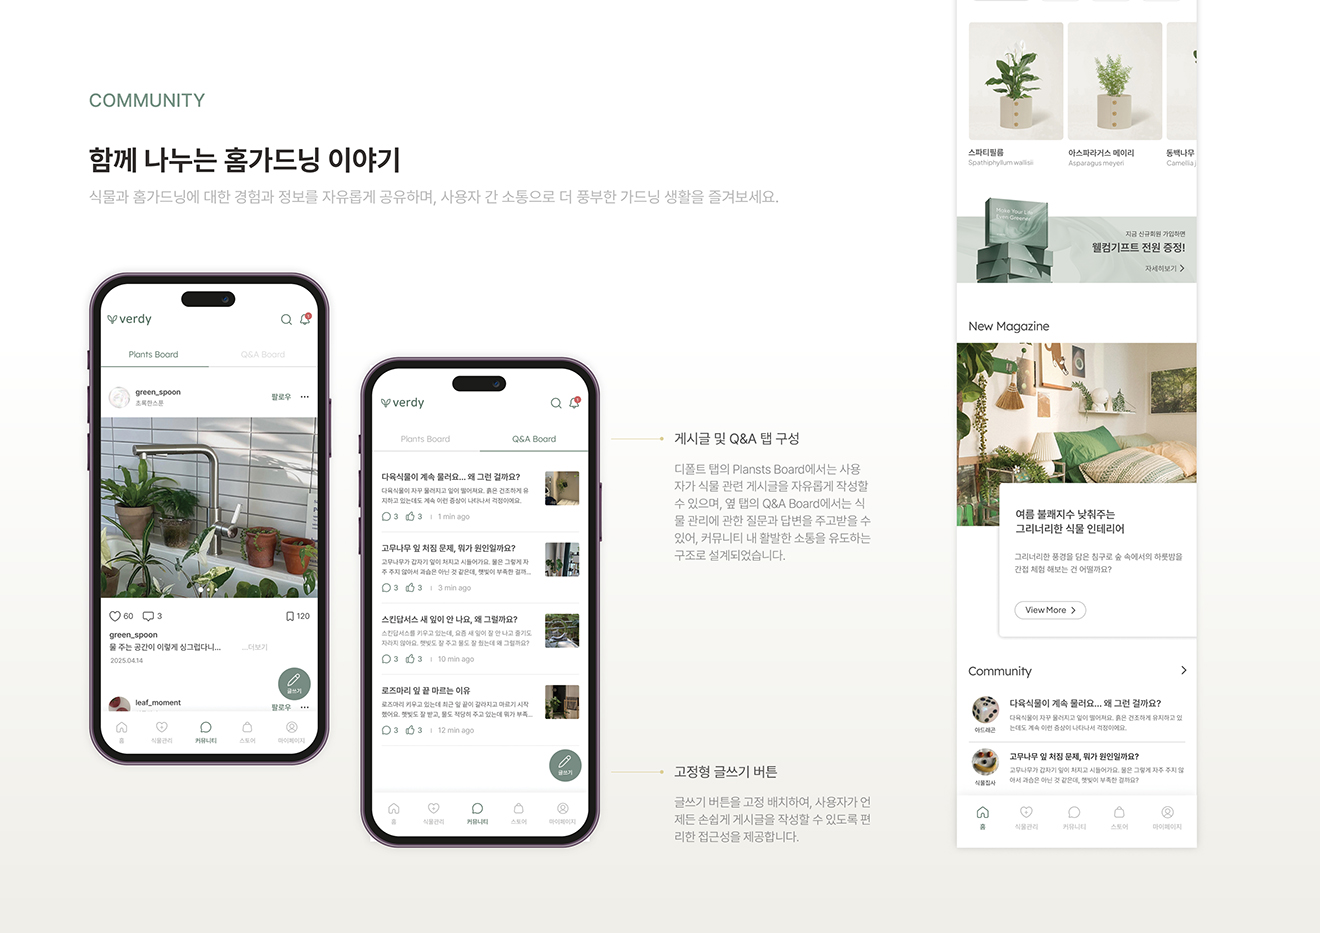 COMMUNITY
함께 나누는 홈가드닝 이야기
식물과 홈가드닝에 대한 경험과 정보를 자유롭게 공유하며, 사용자 간 소통으로 더 풍부한 가드닝 생활을 즐겨보세요.
verdy
Plants Board
Q&A Board
green_spoon
초록한스푼
팔로우
60
3
120
green_spoon
물 주는 공간이 이렇게 싱그럽다니...
...더보기
2025.04.14
글쓰기
leaf_moment
팔로우
홈
식물관리
커뮤니티
스토어
마이페이지
verdy
Plants Board
Q&A Board
다육식물이 계속 물러요... 왜 그런 걸까요?
다육식물이 자꾸 물러지고 잎이 떨어져요. 흙은 건조하게 유
지하고 있는데도 계속 이런 증상이 나타나서 걱정이에요.
3
3
1 min ago
고무나무 잎 처짐 문제, 뭐가 원인일까요?
고무나무가 갑자기 잎이 처지고 시들어가요. 물은 그렇게 자
주 주지 않아서 과습은 아닌 것 같은데, 햇빛이 부족한 걸까...
3
3
3 min ago
스킨답서스 새 잎이 안 나요, 왜 그럴까요?
스킨답서스를 키우고 있는데, 요즘 새 잎이 잘 안 나고 줄기도
자라지 않아요. 햇빛도 잘 주고 물도 잘 줬는데 왜 그럴까요?
3
3
10 min ago
로즈마리 잎 끝 마르는 이유
로즈마리 키우고 있는데 최근 잎 끝이 갈라지고 마르기 시작
했어요. 햇빛도 잘 받고, 물도 적당히 주고 있는데 뭐가 부족...
3
3
12 min ago
글쓰기
홈
식물관리
커뮤니티
스토어
마이페이지
게시글 및 Q&A 탭 구성
디폴트 탭의 Plansts Board에서는 사용
자가 식물 관련 게시글을 자유롭게 작성할
수 있으며, 옆 탭의 Q&A Board에서는 식
물 관리에 관한 질문과 답변을 주고받을 수
있어, 커뮤니티 내 활발한 소통을 유도하는
구조로 설계되었습니다.
고정형 글쓰기 버튼
글쓰기 버튼을 고정 배치하여, 사용자가 언
제든 손쉽게 게시글을 작성할 수 있도록 편
리한 접근성을 제공합니다.
스파티필름
Spathiphyllum wallisii
아스파라거스 메이리
Asparagus meyeri
동백나무
Camellia j
Make Your Life
Even Greener
지금 신규회원 가입하면
웰컴기프트 전원 증정!
자세히보기
New Magazine
여름 불쾌지수 낮춰주는
그리너리한 식물 인테리어
그리너리한 풍경을 담은 침구로 숲 속에서의 하룻밤을
간접 체험 해보는 건 어떨까요?
View More
Community
다육식물이 계속 물러요... 왜 그런 걸까요?
다육식물이 자꾸 물러지고 잎이 떨어져요. 흙은 건조하게 유지하고 있
는데도 계속 이런 증상이 나타나서 걱정이에요.
아드래곤
고무나무 잎 처짐 문제, 뭐가 원인일까요?
고무나무가 갑자기 잎이 처지고 시들어가요. 물은 그렇게 자주 주지 않
아서 과습은 아닌 것 같은데, 햇빛이 부족한 걸까요?
식물집사
홈
식물관리
커뮤니티
스토어
마이페이지